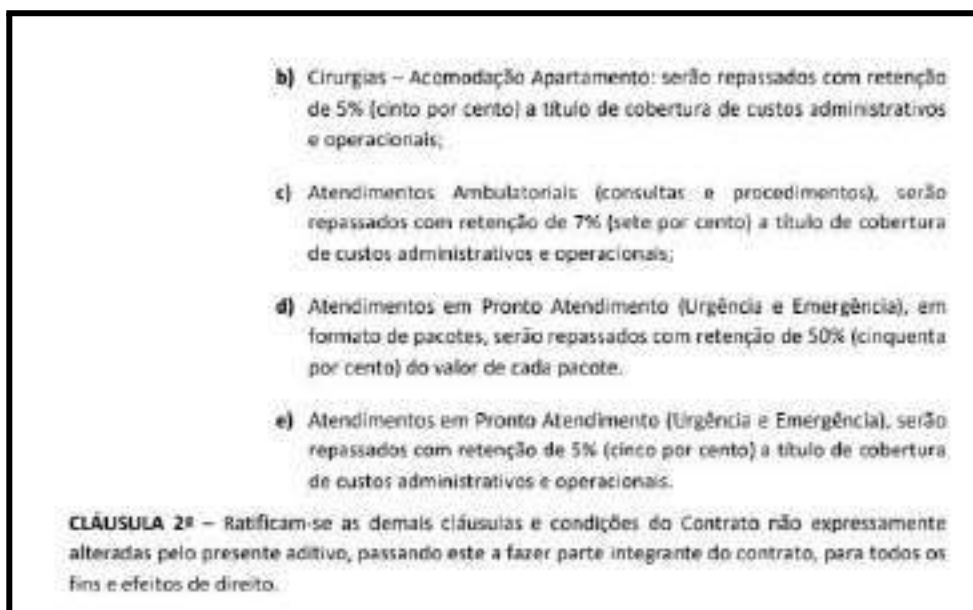 b) Cirurgias – Acomodação Apartamento: serão repassados com retenção
de 5% (cinto por cento) a título de cobertura de custos administrativos
e operacionais;
c) Atendimentos Ambulatoriais (consultas e procedimentos), serão
repassados com retenção de 7% (sete por cento) a título de cobertura
de custos administrativos e operacionais;
d) Atendimentos em Pronto Atendimento (Urgência e Emergência), em
formato de pacotes, serão repassados com retenção de 50% (cinquenta
por cento) do valor de cada pacote.
e) Atendimentos em Pronto Atendimento (Urgência e Emergência), serão
repassados com retenção de 5% (cinco por cento) a título de cobertura
de custos administrativos e operacionais.
CLÁUSULA 2ª – Ratificam-se as demais cláusulas e condições do Contrato não expressamente
alteradas pelo presente aditivo, passando este a fazer parte integrante do contrato, para todos os
fins e efeitos de direito.